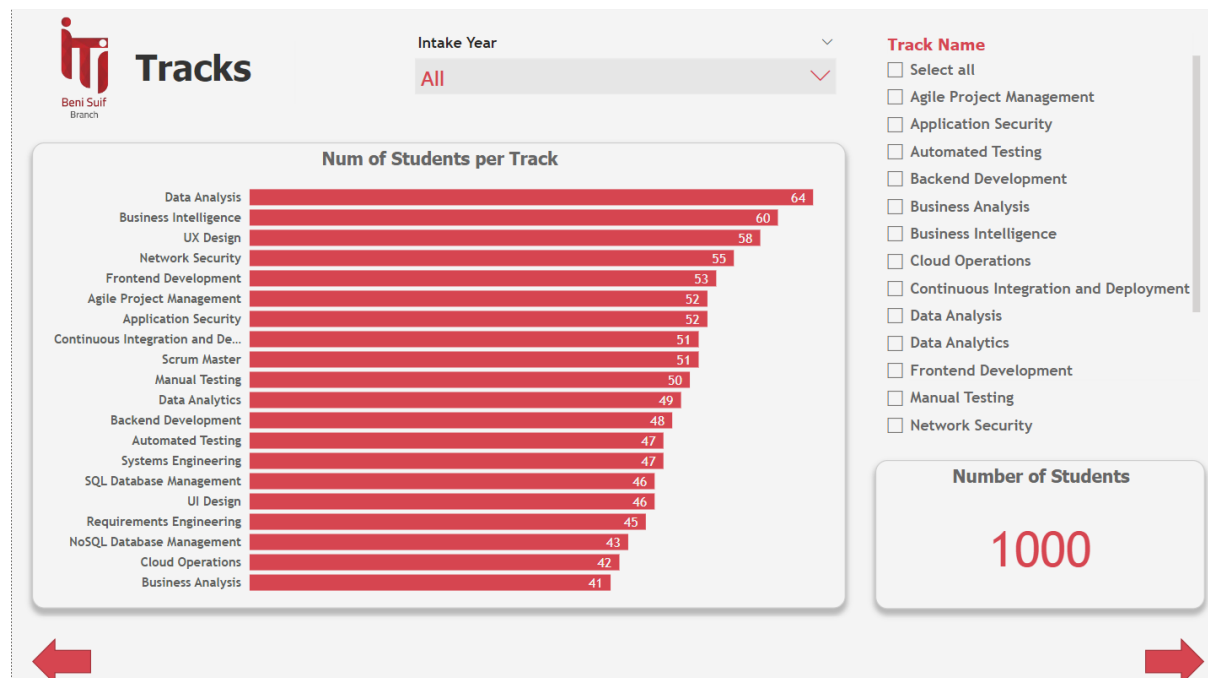 iTi
Beni Suif
Branch
Tracks
Intake Year
All
Num of Students per Track
Data Analysis 64
Business Intelligence 60
UX Design 58
Network Security 55
Frontend Development 53
Agile Project Management 52
Application Security 52
Continuous Integration and De... 51
Scrum Master 51
Manual Testing 50
Data Analytics 49
Backend Development 48
Automated Testing 47
Systems Engineering 47
SQL Database Management 46
UI Design 46
Requirements Engineering 45
NoSQL Database Management 43
Cloud Operations 42
Business Analysis 41
Track Name
Select all
Agile Project Management
Application Security
Automated Testing
Backend Development
Business Analysis
Business Intelligence
Cloud Operations
Continuous Integration and Deployment
Data Analysis
Data Analytics
Frontend Development
Manual Testing
Network Security
Number of Students
1000